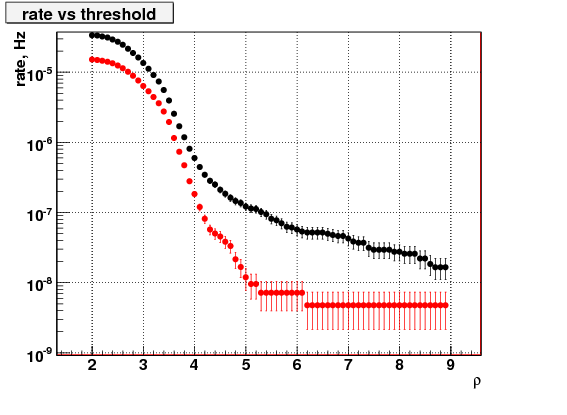 rate vs threshold
rate, Hz
10-5
10-6
10-7
10-8
10-9
2 3 4 5 6 7 8 9
ρ